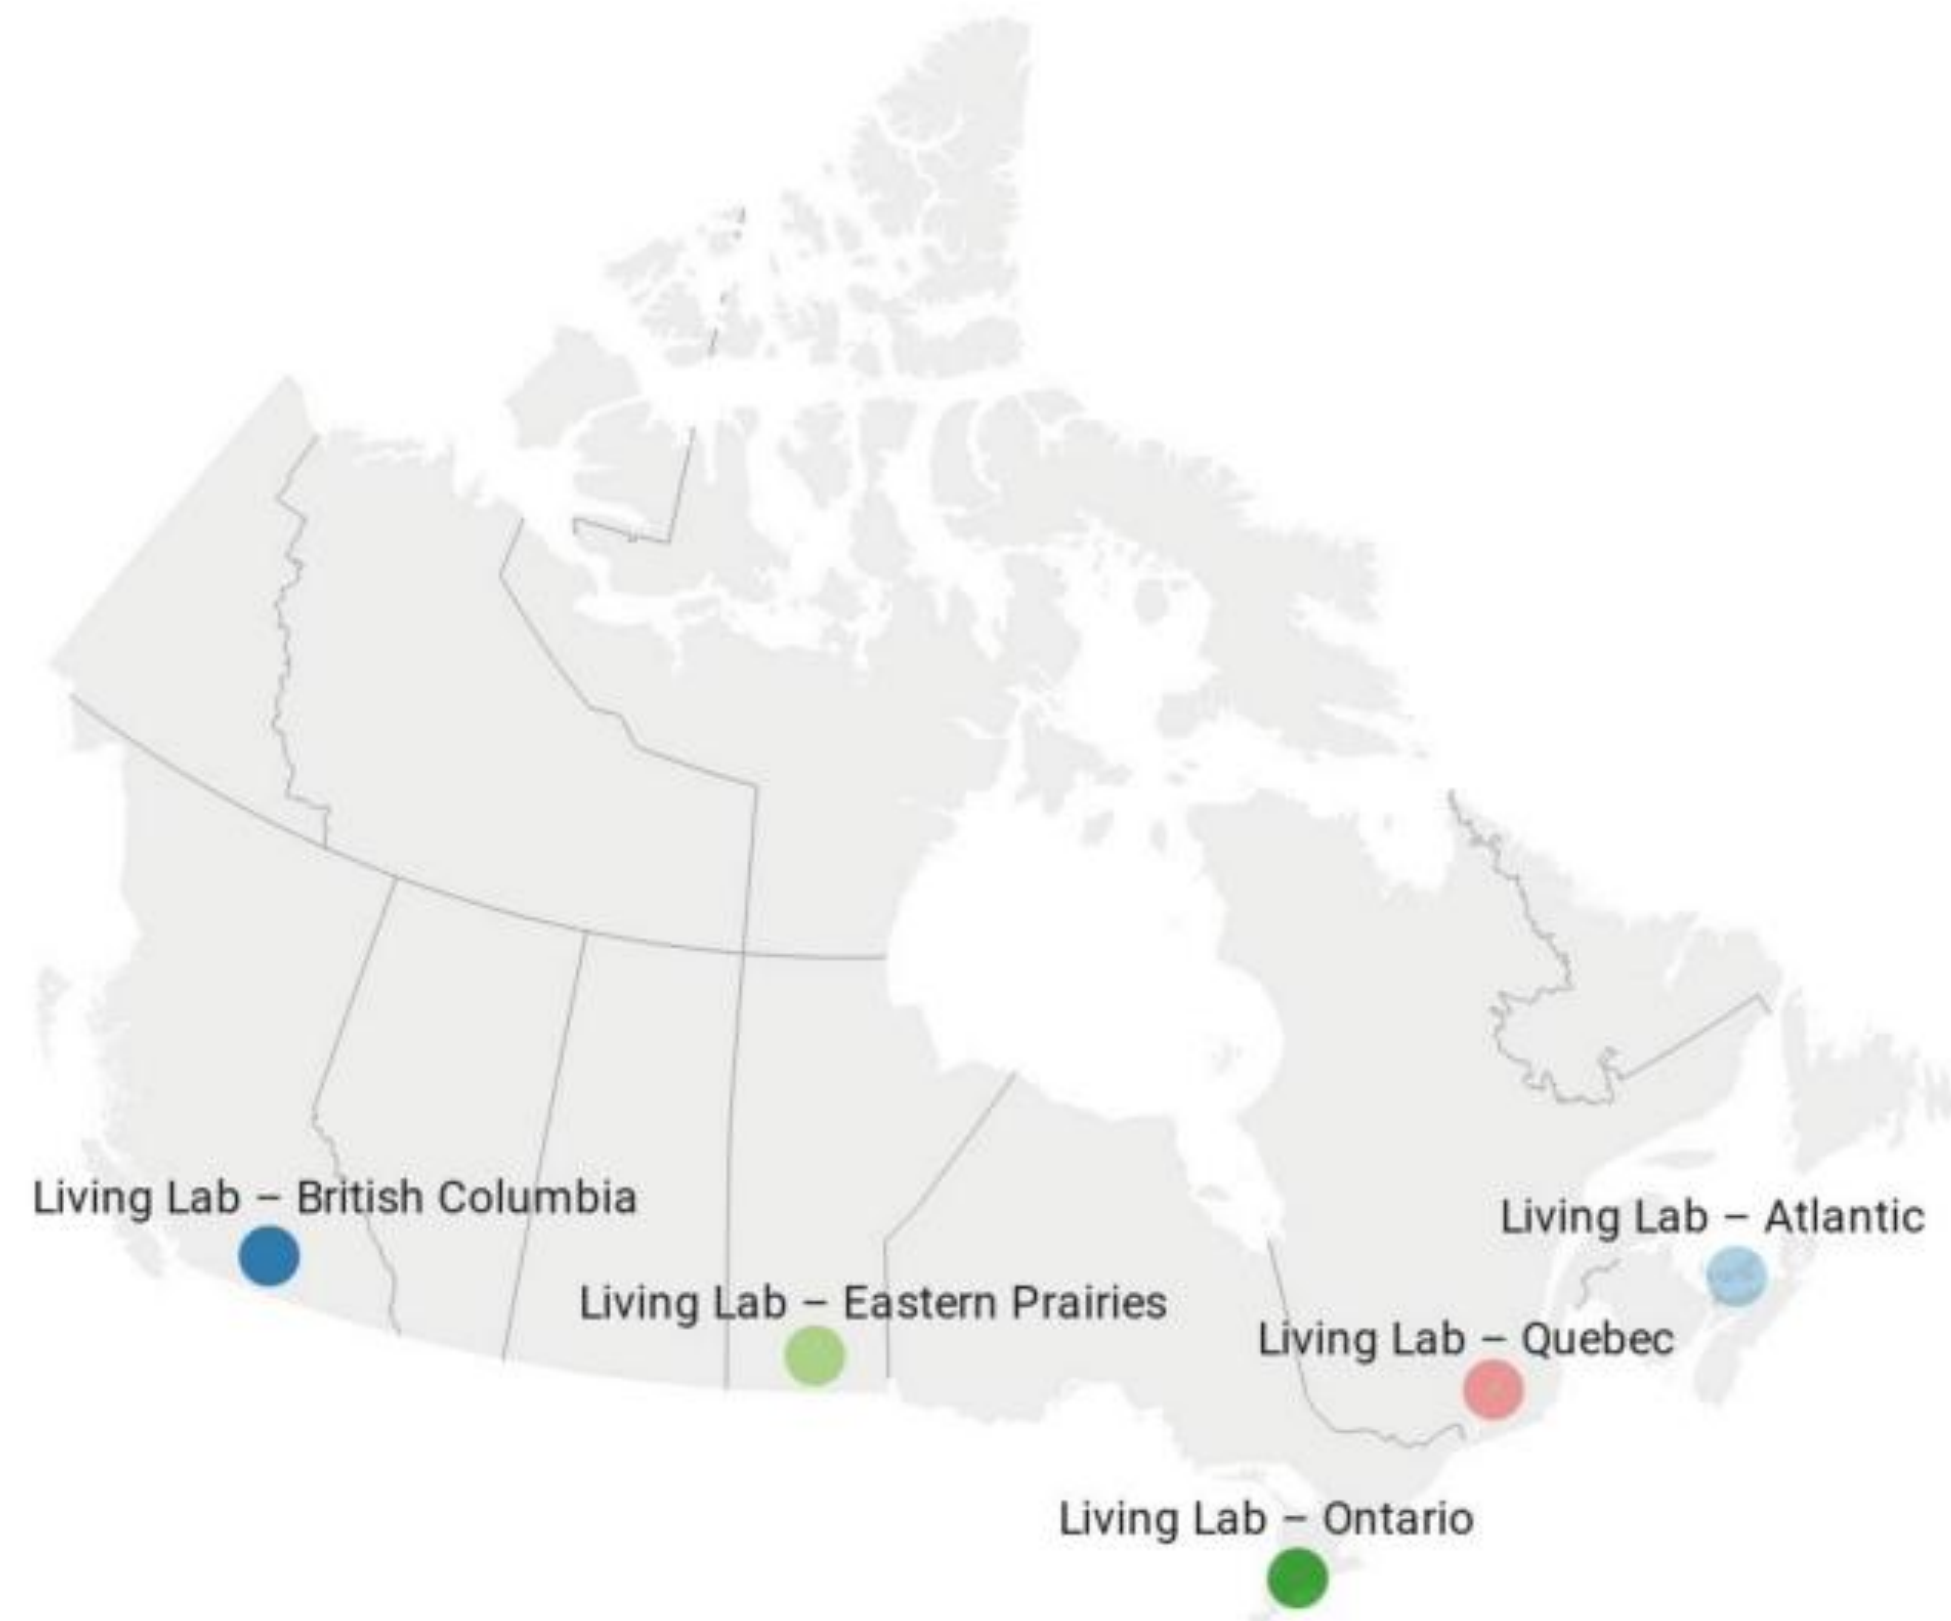 Living Lab – British Columbia
Living Lab – Atlantic
Living Lab – Eastern Prairies
Living Lab – Quebec
Living Lab – Ontario